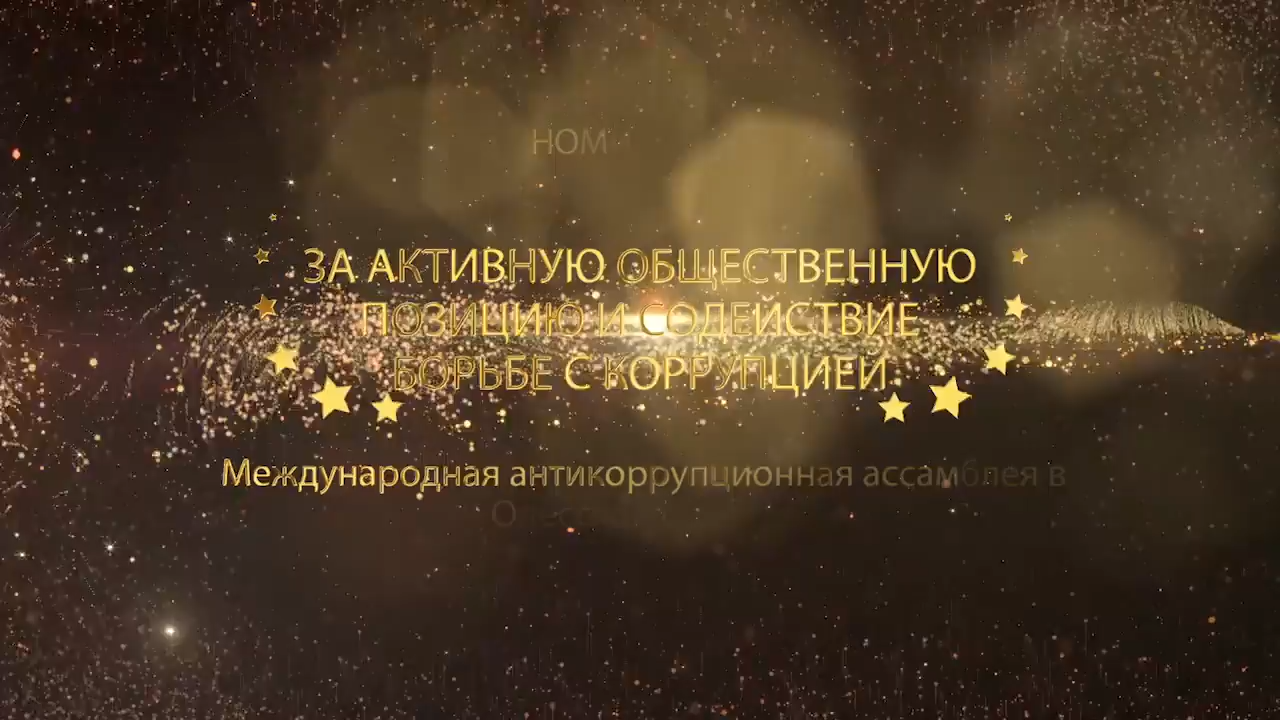 НОМ
ЗА АКТИВНУЮ ОБЩЕСТВЕННУЮ
ПОЗИЦИЮ И СОДЕЙСТВИЕ
БОРЬБЕ С КОРРУПЦИЕЙ
Международная антикоррупционная ассамблея в